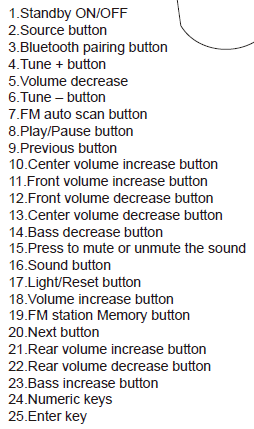 1.Standby ON/OFF
2.Source button
3.Bluetooth pairing button
4.Tune + button
5.Volume decrease
6.Tune – button
7.FM auto scan button
8.Play/Pause button
9.Previous button
10.Center volume increase button
11.Front volume increase button
12.Front volume decrease button
13.Center volume decrease button
14.Bass decrease button
15.Press to mute or unmute the sound
16.Sound button
17.Light/Reset button
18.Volume increase button
19.FM station Memory button
20.Next button
21.Rear volume increase button
22.Rear volume decrease button
23.Bass increase button
24.Numeric keys
25.Enter key